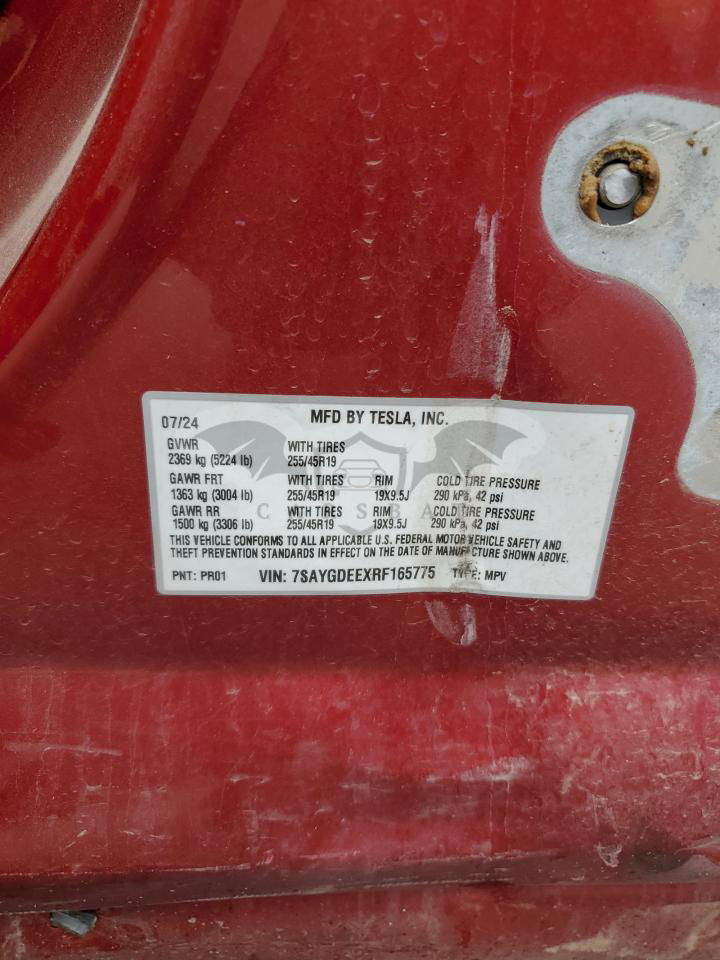 07/24 MFD BY TESLA, INC.
GVWR WITH TIRES
2369 kg (5224 lb) 255/45R19
GAWR FRT WITH TIRES RIM COLD TIRE PRESSURE
1363 kg (3004 lb) 255/45R19 19X9.5J 290 kPa, 42 psi
GAWR RR WITH TIRES RIM COLD TIRE PRESSURE
1500 kg (3306 lb) 255/45R19 19X9.5J 290 kPa, 42 psi
THIS VEHICLE CONFORMS TO ALL APPLICABLE U.S. FEDERAL MOTOR VEHICLE SAFETY AND
THEFT PREVENTION STANDARDS IN EFFECT ON THE DATE OF MANUFACTURE SHOWN ABOVE.
PNT: PR01 VIN: 7SAYGDEEXRF165775 TYPE: MPV